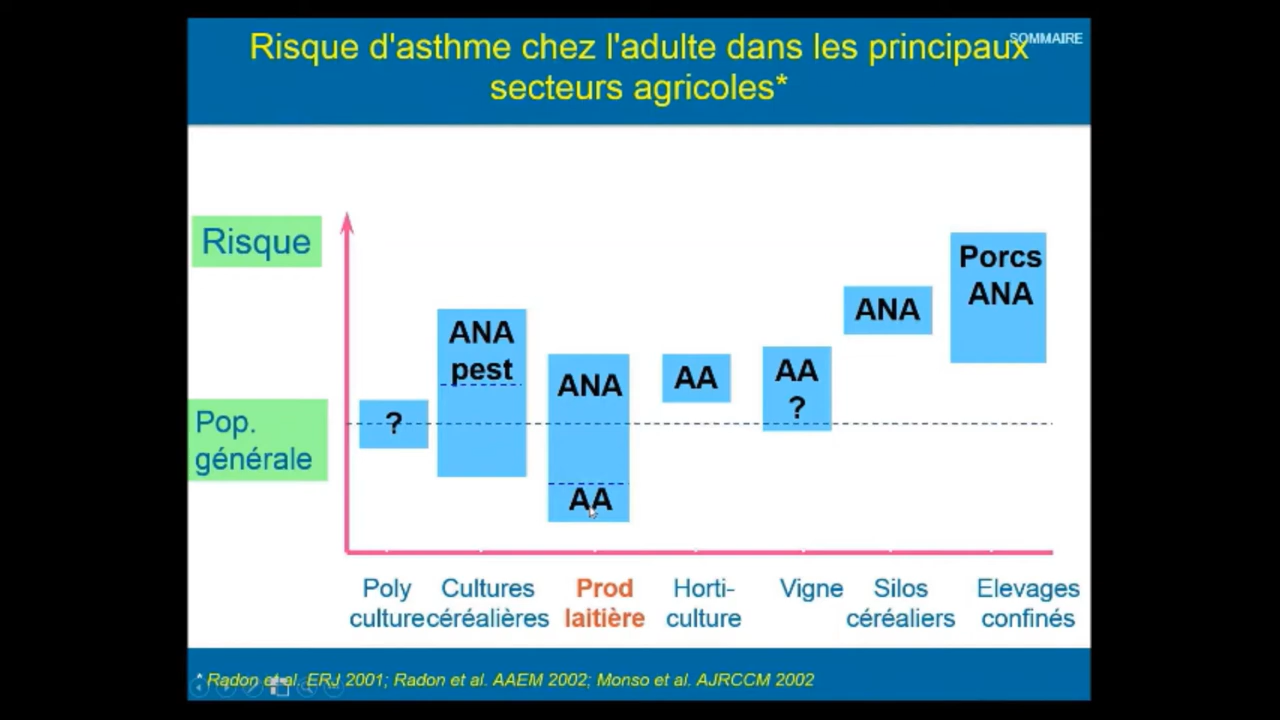 SOMMAIRE
Risque d'asthme chez l'adulte dans les principaux
secteurs agricoles*
Risque
Pop.
générale
?
ANA
pest
ANA
AA
AA
AA
?
ANA
Porcs
ANA
Poly
culture
Cultures
céréalières
Prod
laitière
Horti-
culture
Vigne
Silos
céréaliers
Elevages
confinés
* Radon et al. ERJ 2001; Radon et al. AAEM 2002; Monso et al. AJRCCM 2002